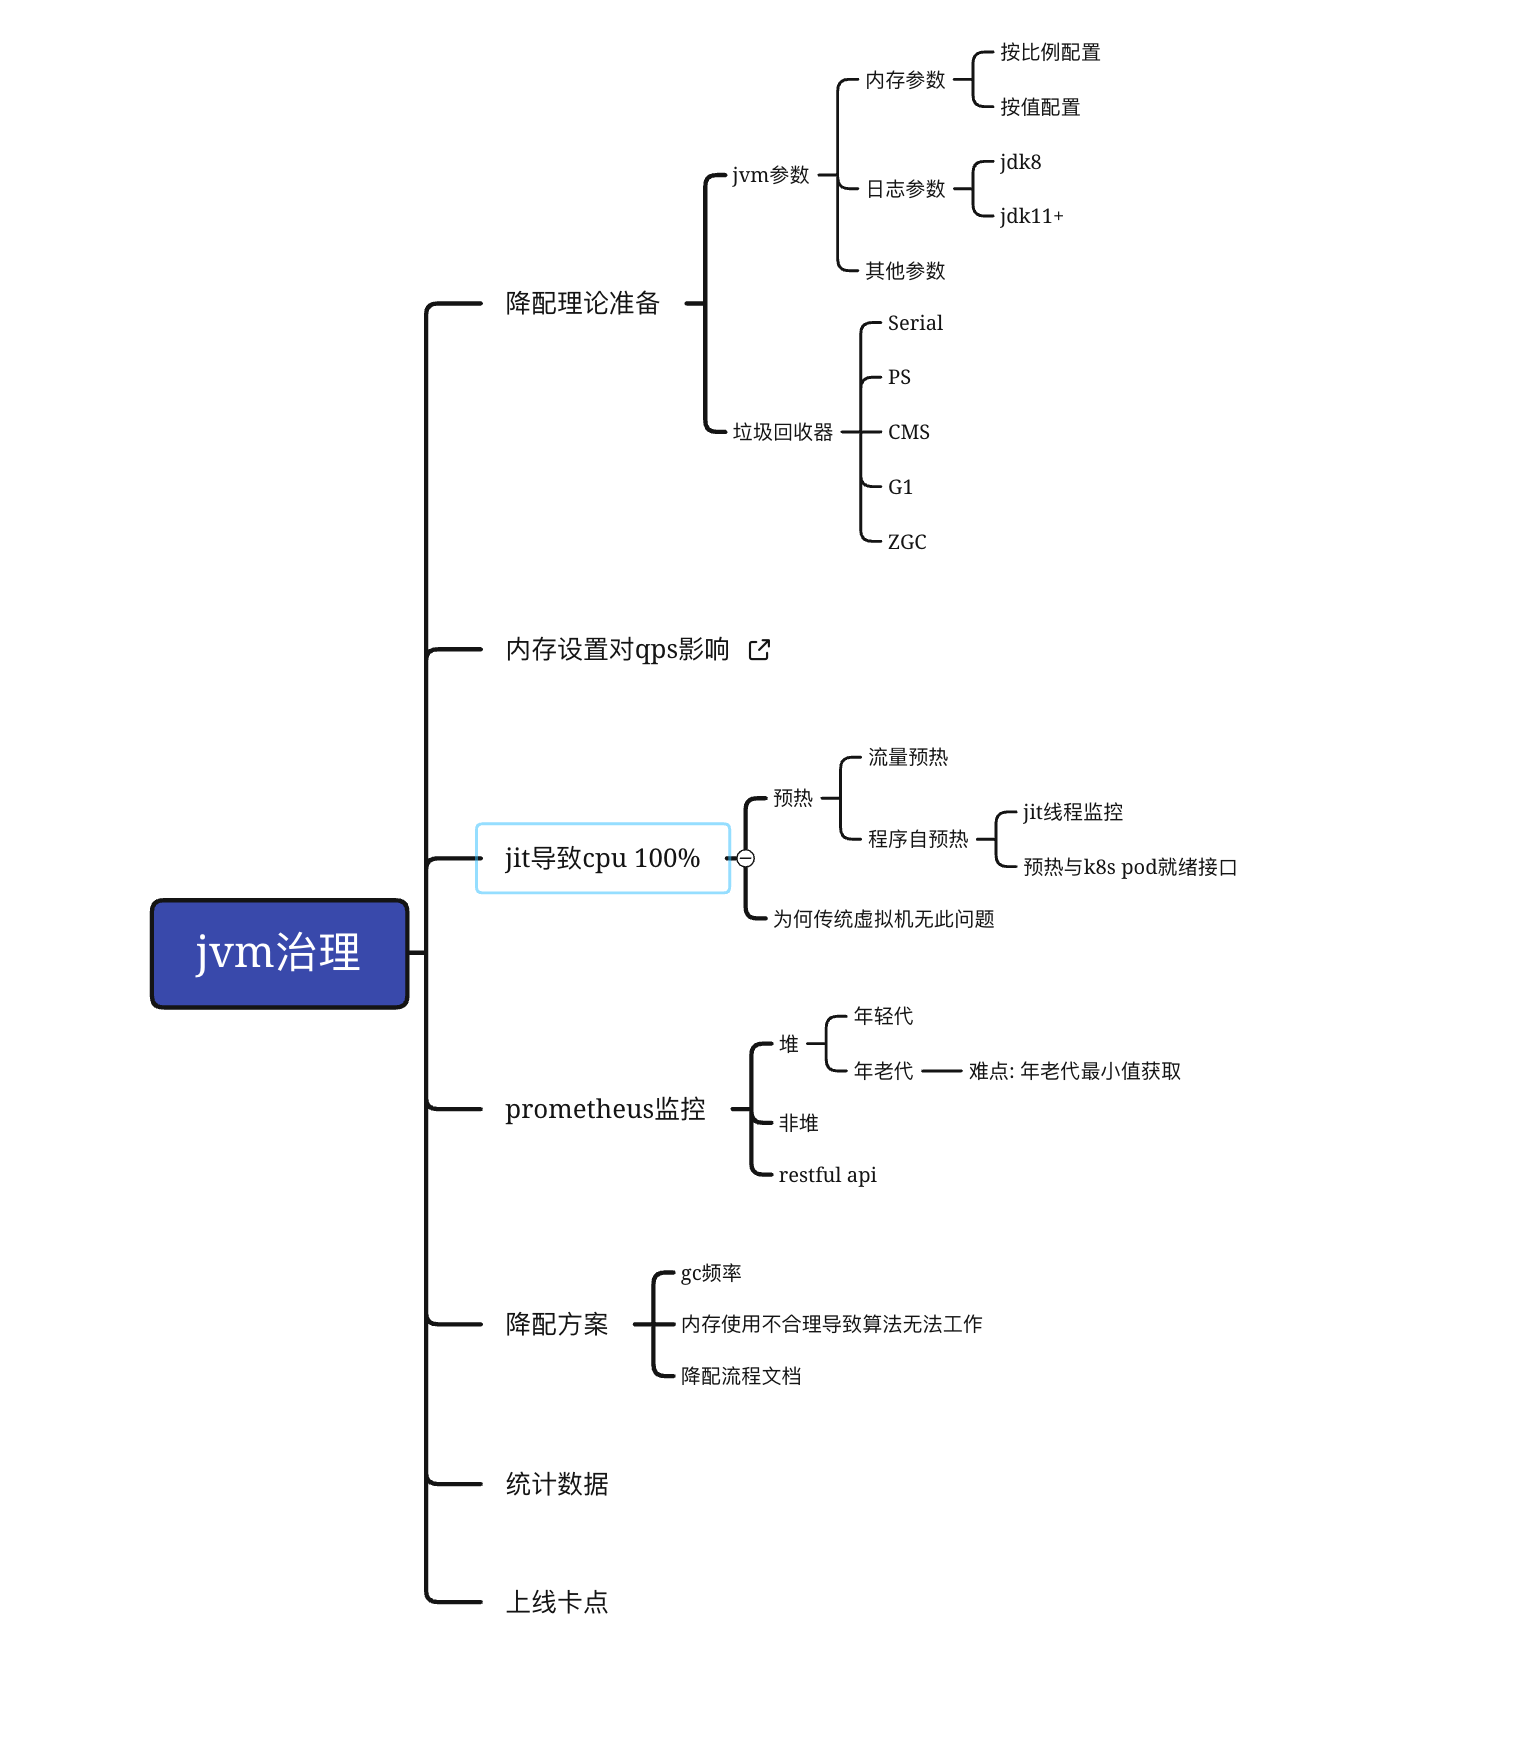 jvm治理
降配理论准备
jvm参数
内存参数
按比例配置
按值配置
日志参数
jdk8
jdk11+
其他参数
垃圾回收器
Serial
PS
CMS
G1
ZGC
内存设置对qps影响
jit导致cpu 100%
预热
流量预热
程序自预热
jit线程监控
预热与k8s pod就绪接口
为何传统虚拟机无此问题
prometheus监控
堆
年轻代
年老代
难点: 年老代最小值获取
非堆
restful api
降配方案
gc频率
内存使用不合理导致算法无法工作
降配流程文档
统计数据
上线卡点